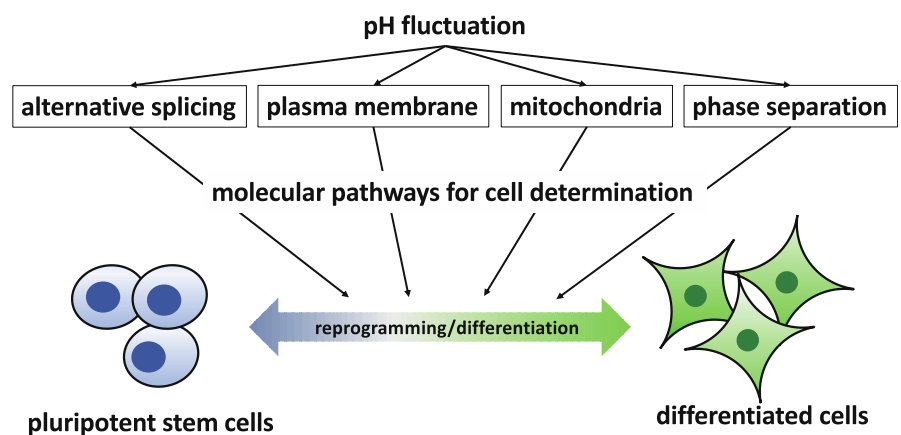 pH fluctuation
alternative splicing
plasma membrane
mitochondria
phase separation
molecular pathways for cell determination
reprogramming/differentiation
pluripotent stem cells
differentiated cells